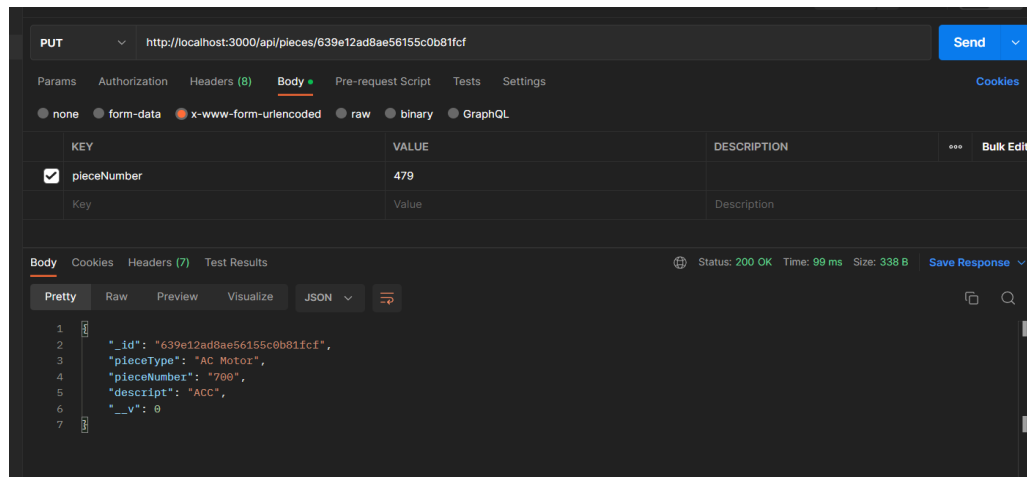 PUT http://localhost:3000/api/pieces/639e12ad8ae56155c0b81fcf Send
Params Authorization Headers (8) Body Pre-request Script Tests Settings Cookies
none form-data x-www-form-urlencoded raw binary GraphQL
KEY VALUE DESCRIPTION ooo Bulk Edit
pieceNumber 479
Key Value Description
Body Cookies Headers (7) Test Results Status: 200 OK Time: 99 ms Size: 338 B Save Response
Pretty Raw Preview Visualize JSON
1 {
2 "_id": "639e12ad8ae56155c0b81fcf",
3 "pieceType": "AC Motor",
4 "pieceNumber": "700",
5 "descript": "ACC",
6 "__v": 0
7 }